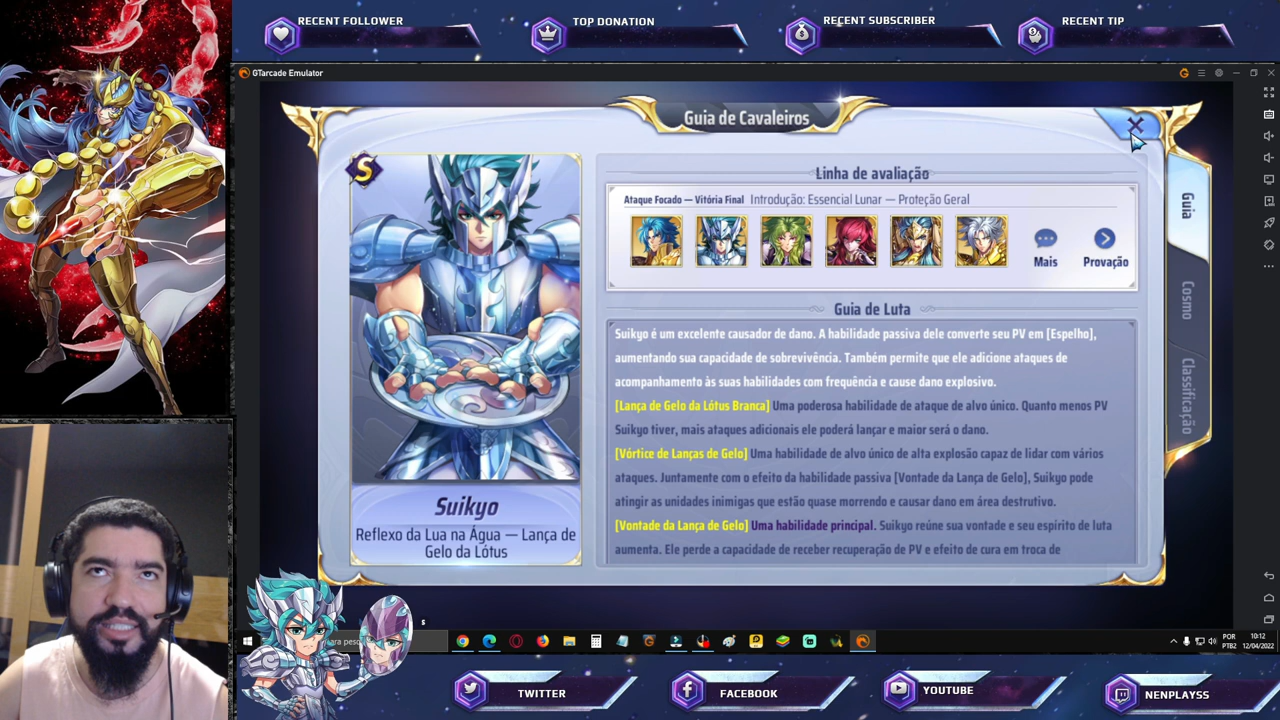 RECENT FOLLOWER
TOP DONATION
RECENT SUBSCRIBER
RECENT TIP
GTarcade Emulator
Guia de Cavaleiros
S
Linha de avaliação
Ataque Focado — Vitória Final Introdução: Essencial Lunar — Proteção Geral
Mais
Provação
Guia
Cosmo
Classificação
Guia de Luta
Suikyo é um excelente causador de dano. A habilidade passiva dele converte seu PV em [Espelho],
aumentando sua capacidade de sobrevivência. Também permite que ele adicione ataques de
acompanhamento às suas habilidades com frequência e cause dano explosivo.
[Lança de Gelo da Lótus Branca] Uma poderosa habilidade de ataque de alvo único. Quanto menos PV
Suikyo tiver, mais ataques adicionais ele poderá lançar e maior será o dano.
[Vórtice de Lanças de Gelo] Uma habilidade de alvo único de alta explosão capaz de lidar com vários
ataques. Juntamente com o efeito da habilidade passiva [Vontade da Lança de Gelo], Suikyo pode
atingir as unidades inimigas que estão quase morrendo e causar dano em área destrutivo.
[Vontade da Lança de Gelo] Uma habilidade principal. Suikyo reúne sua vontade e seu espírito de luta
aumenta. Ele perde a capacidade de receber recuperação de PV e efeito de cura em troca de
Suikyo
Reflexo da Lua na Água — Lança de
Gelo da Lótus
s
para pes
POR
PTB2
10:12
12/04/2022
TWITTER
FACEBOOK
YOUTUBE
NENPLAYSS